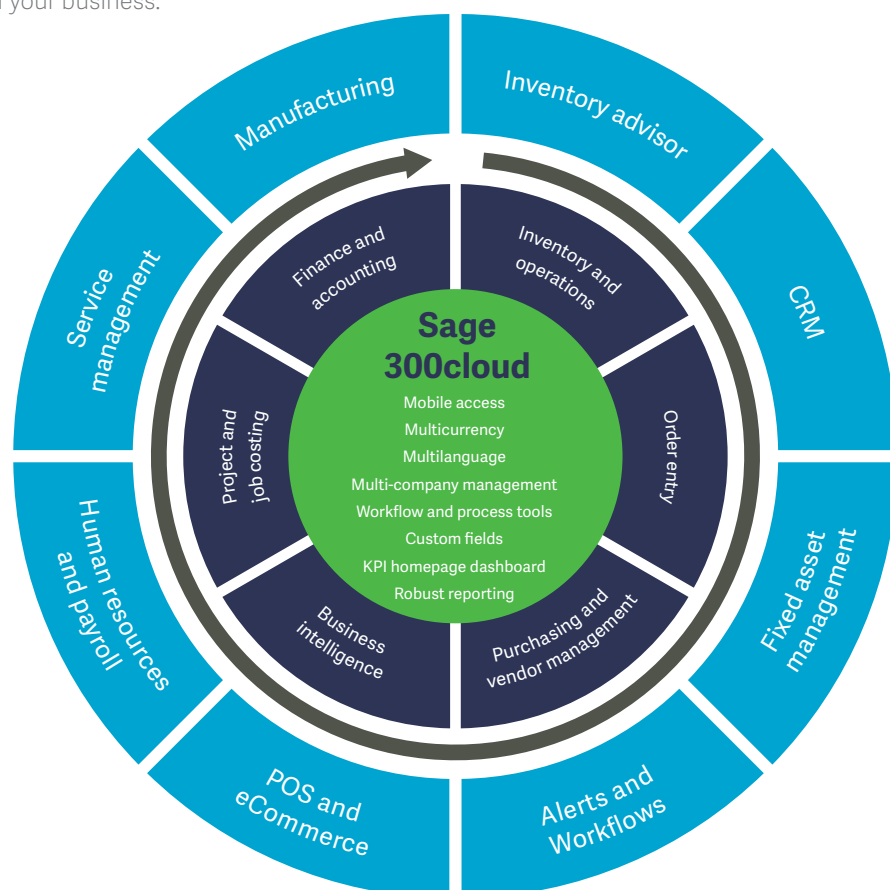 your business.
Manufacturing
Inventory advisor
CRM
Fixed asset
management
Alerts and
Workflows
POS and
eCommerce
Human resources
and payroll
Service
management
Finance and
accounting
Inventory and
operations
Order entry
Purchasing and
vendor management
Business
intelligence
Project and
job costing
Sage
300cloud
Mobile access
Multicurrency
Multilanguage
Multi-company management
Workflow and process tools
Custom fields
KPI homepage dashboard
Robust reporting